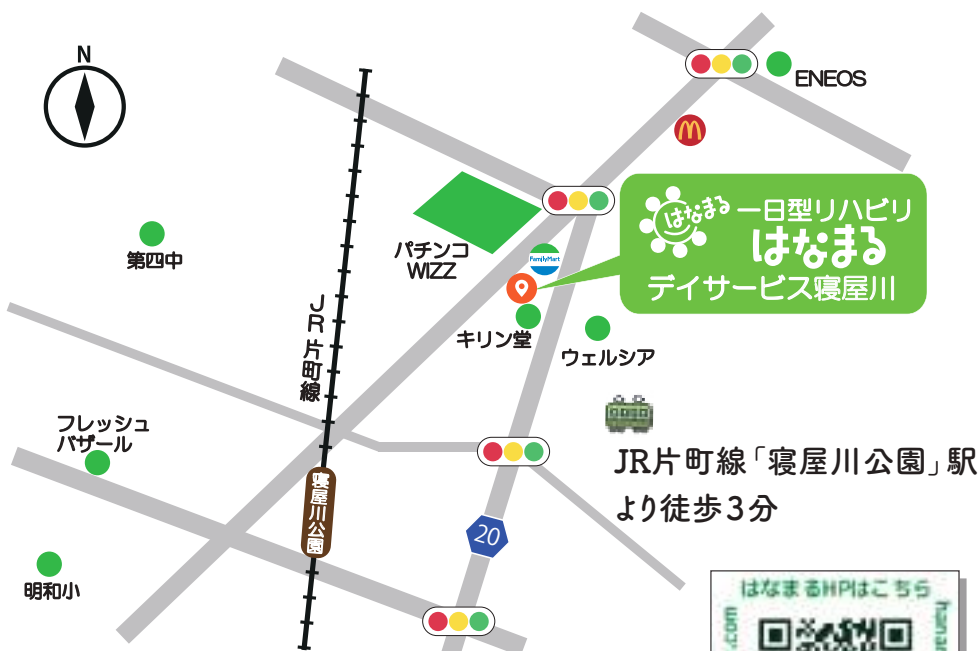 N
ENEOS
はなまる
一日型リハビリ
はなまる
デイサービス寝屋川
第四中
パチンコ
WIZZ
FamilyMart
キリン堂
ウェルシア
JR片町線
フレッシュ
バザール
JR片町線「寝屋川公園」駅
より徒歩3分
寝屋川公園
20
明和小
はなまるHPはこちら
.com
hanam